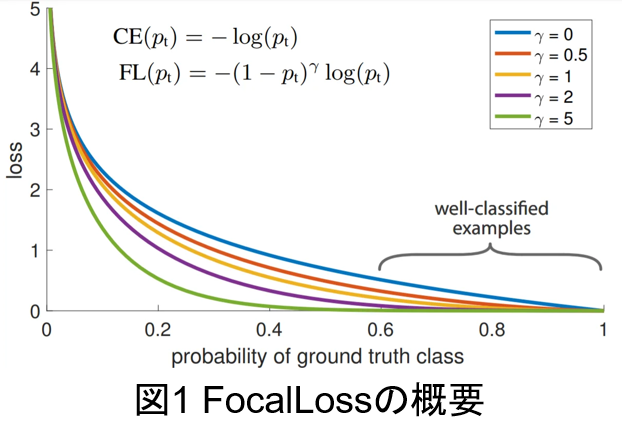 5
4
3
2
1
0
loss
CE(pt) = − log(pt)
FL(pt) = −(1 − pt)γ log(pt)
γ = 0
γ = 0.5
γ = 1
γ = 2
γ = 5
well-classified
examples
0 0.2 0.4 0.6 0.8 1
probability of ground truth class
図1 FocalLossの概要